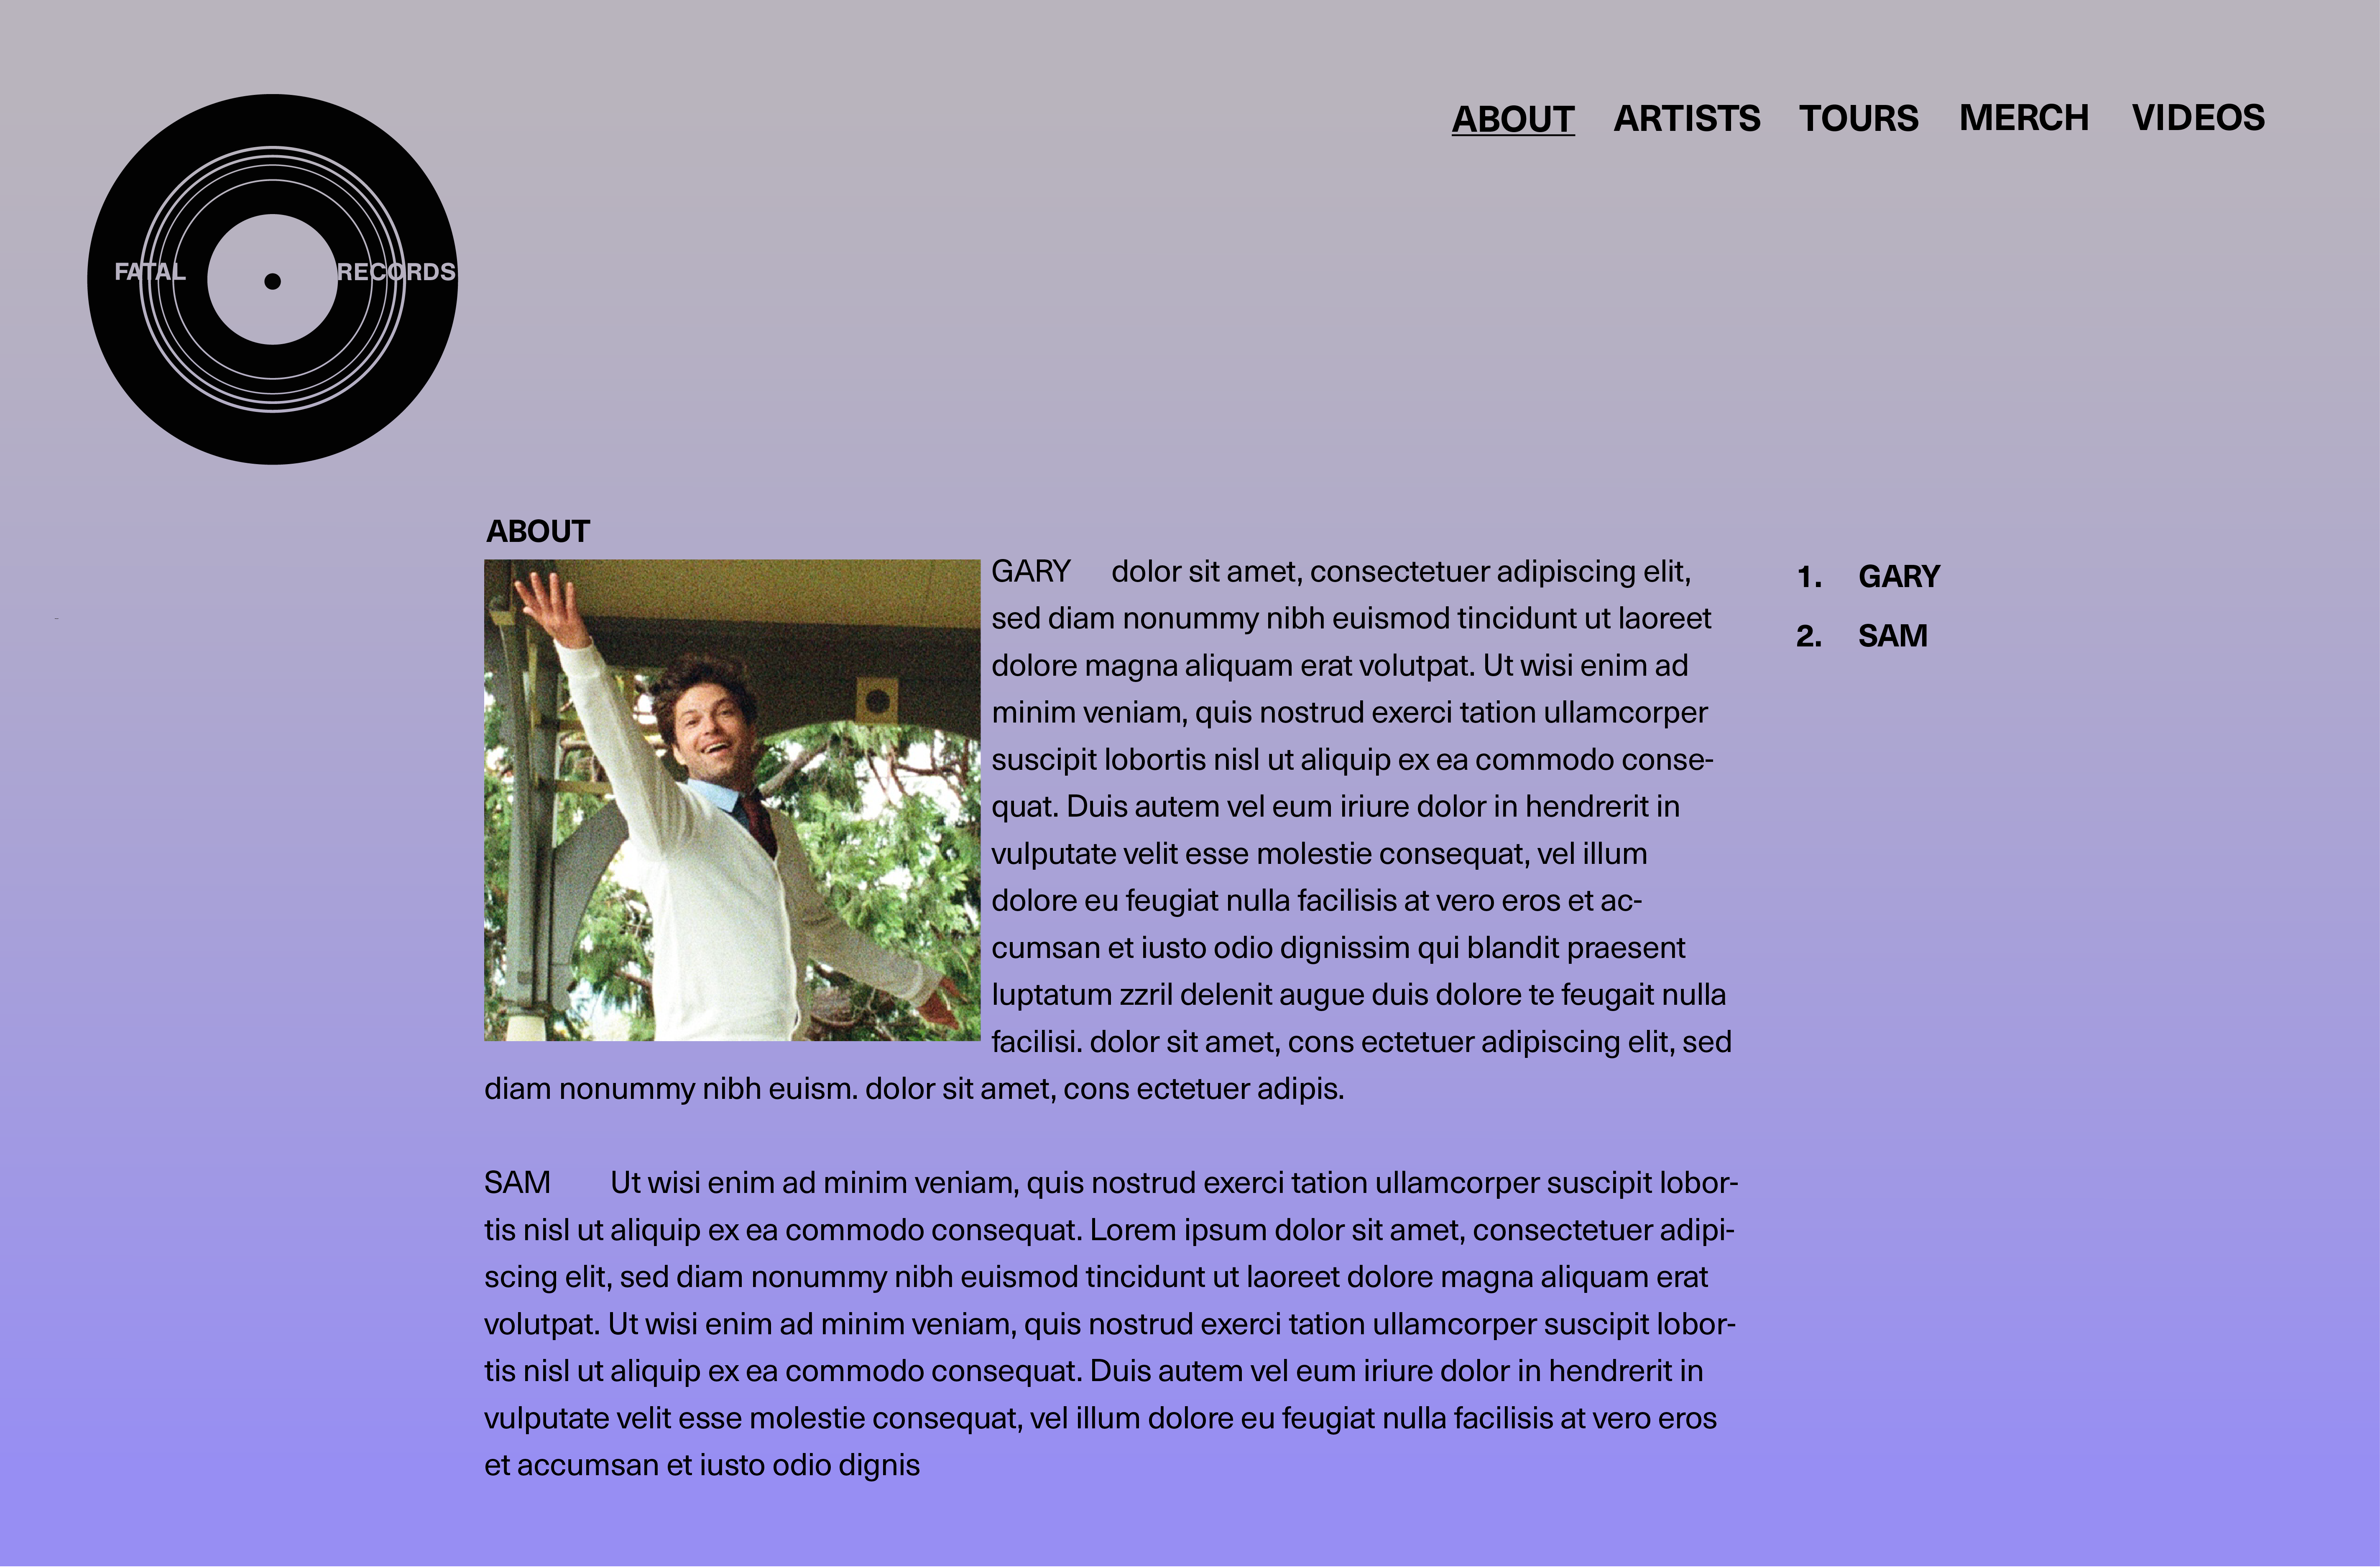 ABOUT ARTISTS TOURS MERCH VIDEOS
FATAL RECORDS
ABOUT
GARY dolor sit amet, consectetuer adipiscing elit,
sed diam nonummy nibh euismod tincidunt ut laoreet
dolore magna aliquam erat volutpat. Ut wisi enim ad
minim veniam, quis nostrud exerci tation ullamcorper
suscipit lobortis nisl ut aliquip ex ea commodo conse-
quat. Duis autem vel eum iriure dolor in hendrerit in
vulputate velit esse molestie consequat, vel illum
dolore eu feugiat nulla facilisis at vero eros et ac-
cumsan et iusto odio dignissim qui blandit praesent
luptatum zzril delenit augue duis dolore te feugait nulla
facilisi. dolor sit amet, cons ectetuer adipiscing elit, sed
diam nonummy nibh euism. dolor sit amet, cons ectetuer adipis.
SAM Ut wisi enim ad minim veniam, quis nostrud exerci tation ullamcorper suscipit lobor-
tis nisl ut aliquip ex ea commodo consequat. Lorem ipsum dolor sit amet, consectetuer adipi-
scing elit, sed diam nonummy nibh euismod tincidunt ut laoreet dolore magna aliquam erat
volutpat. Ut wisi enim ad minim veniam, quis nostrud exerci tation ullamcorper suscipit lobor-
tis nisl ut aliquip ex ea commodo consequat. Duis autem vel eum iriure dolor in hendrerit in
vulputate velit esse molestie consequat, vel illum dolore eu feugiat nulla facilisis at vero eros
et accumsan et iusto odio dignis
1. GARY
2. SAM